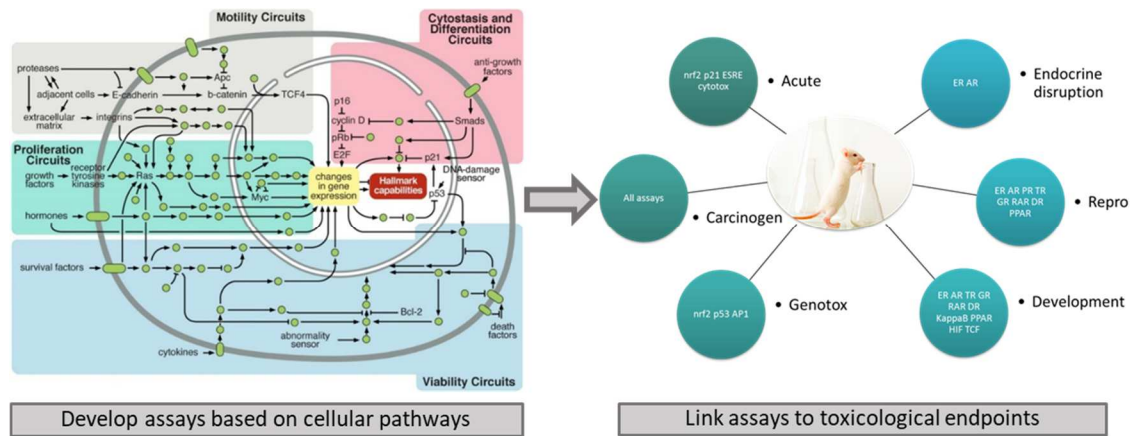 Motility Circuits
Cytostasis and
Differentiation
Circuits
proteases
adjacent cells
E-cadherin
extracellular
matrix
integrins
Apc
b-catenin
TCF4
anti-growth
factors
p16
cyclin D
pRb
E2F
Smads
p21
DNA-damage
sensor
p53
Proliferation
Circuits
growth
factors
receptor
tyrosine
kinases
Ras
Myc
hormones
changes
in gene
expression
Hallmark
capabilities
survival factors
cytokines
abnormality
sensor
Bcl-2
death
factors
Viability Circuits
Develop assays based on cellular pathways
nrf2 p21 ESRE
cytotox
• Acute
ER AR
• Endocrine
disruption
All assays
• Carcinogen
ER AR PR TR
GR RAR DR
PPAR
• Repro
nrf2 p53 AP1
• Genotox
ER AR TR GR
RAR DR
KappaB PPAR
HIF TCF
• Development
Link assays to toxicological endpoints